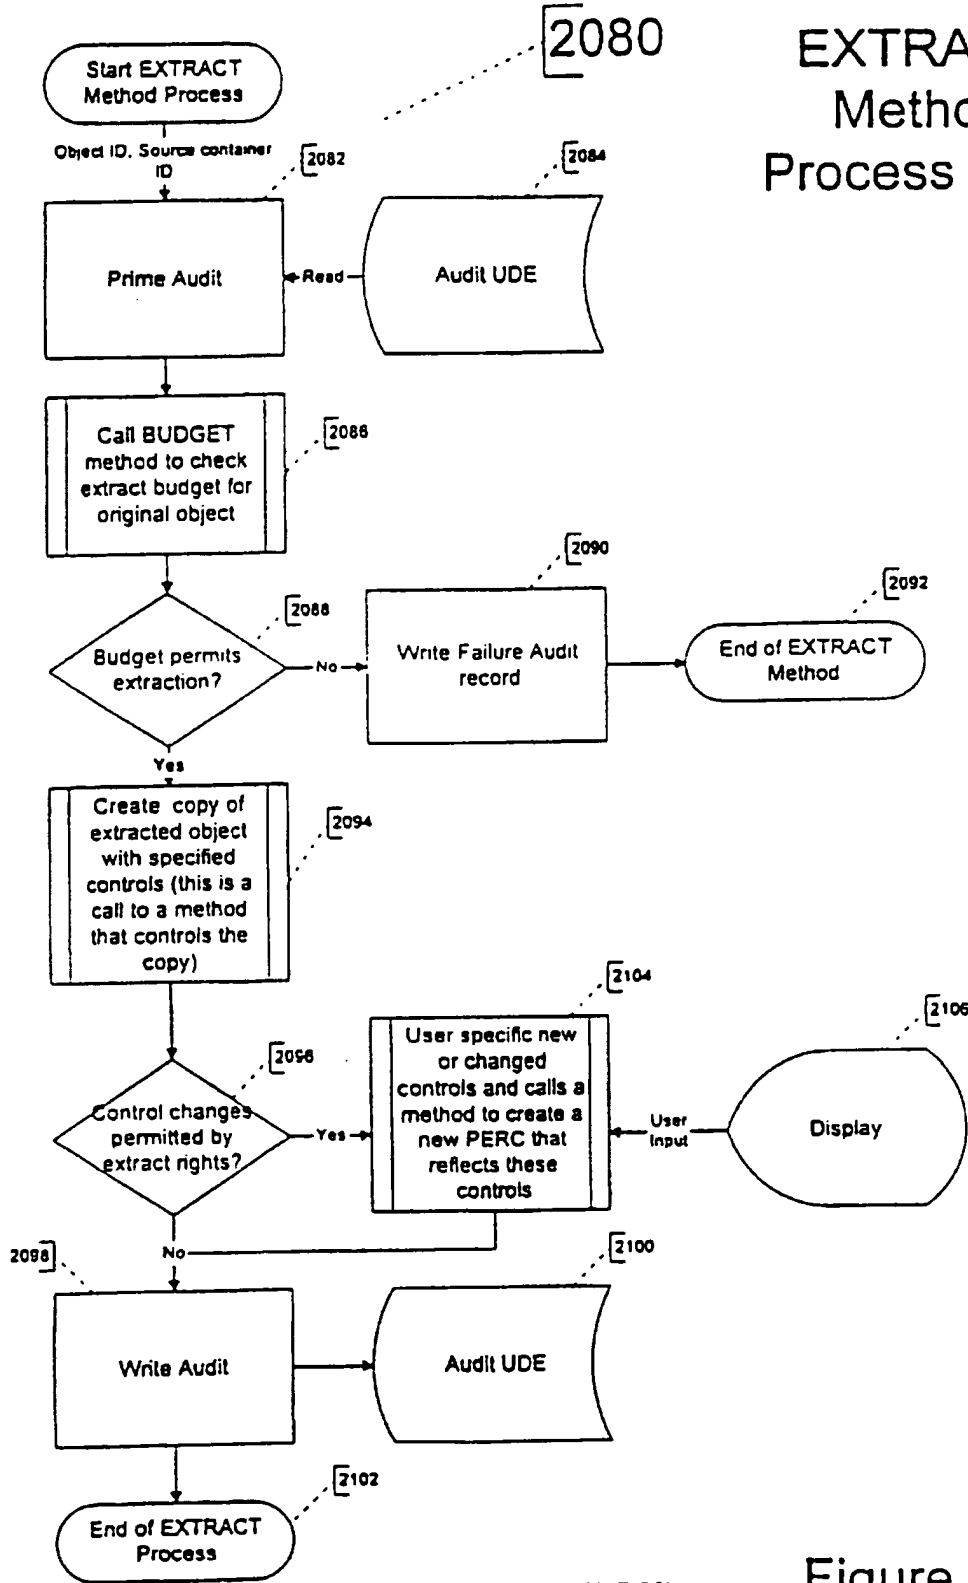 2080
EXTRA
Metho
Process
Start EXTRACT
Method Process
Object ID, Source container
ID
2082
2084
Prime Audit
Read
Audit UDE
2086
Call BUDGET
method to check
extract budget for
original object
2088
2090
2092
Budget permits
extraction?
No
Write Failure Audit
record
End of EXTRACT
Method
Yes
2094
Create copy of
extracted object
with specified
controls (this is a
call to a method
that controls the
copy)
2096
2104
2106
Control changes
permitted by
extract rights?
Yes
User specific new
or changed
controls and calls a
method to create a
new PERC that
reflects these
controls
User
Input
Display
No
2098
2100
Write Audit
Audit UDE
2102
End of EXTRACT
Process
Figure